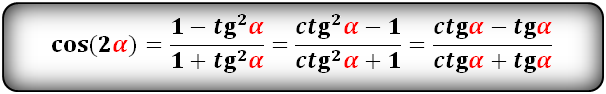 cos(2α) = (1 − tg²α)/(1 + tg²α) = (ctg²α − 1)/(ctg²α + 1) = (ctgα − tgα)/(ctgα + tgα)